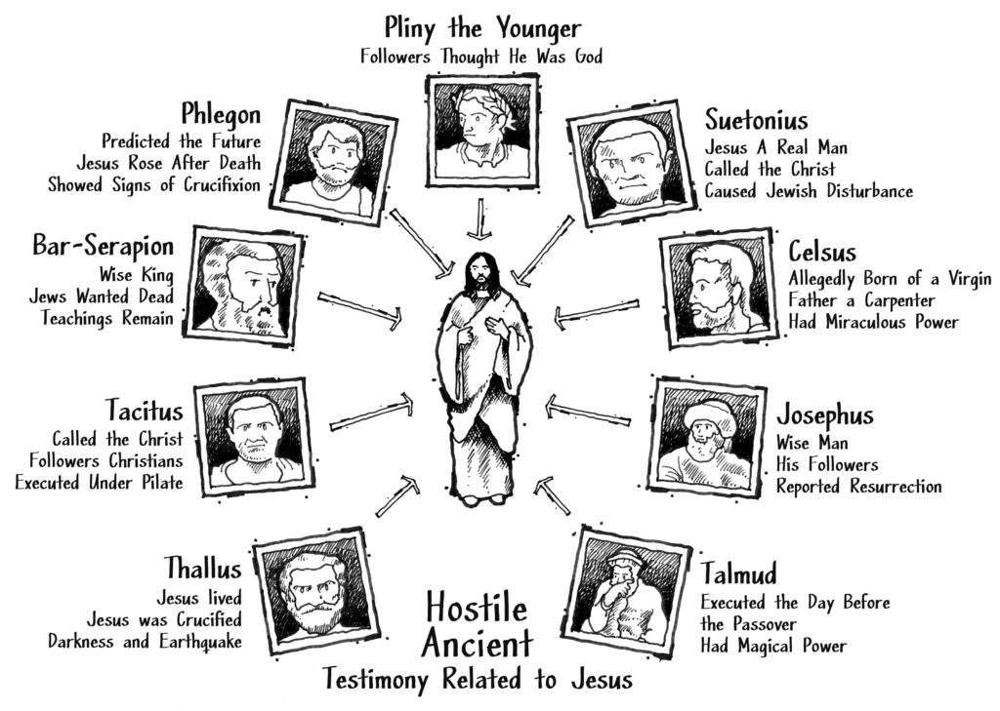 Pliny the Younger
Followers Thought He Was God
Phlegon
Predicted the Future
Jesus Rose After Death
Showed Signs of Crucifixion
Suetonius
Jesus A Real Man
Called the Christ
Caused Jewish Disturbance
Bar-Serapion
Wise King
Jews Wanted Dead
Teachings Remain
Celsus
Allegedly Born of a Virgin
Father a Carpenter
Had Miraculous Power
Tacitus
Called the Christ
Followers Christians
Executed Under Pilate
Josephus
Wise Man
His Followers
Reported Resurrection
Thallus
Jesus lived
Jesus was Crucified
Darkness and Earthquake
Talmud
Executed the Day Before
the Passover
Had Magical Power
Hostile
Ancient
Testimony Related to Jesus